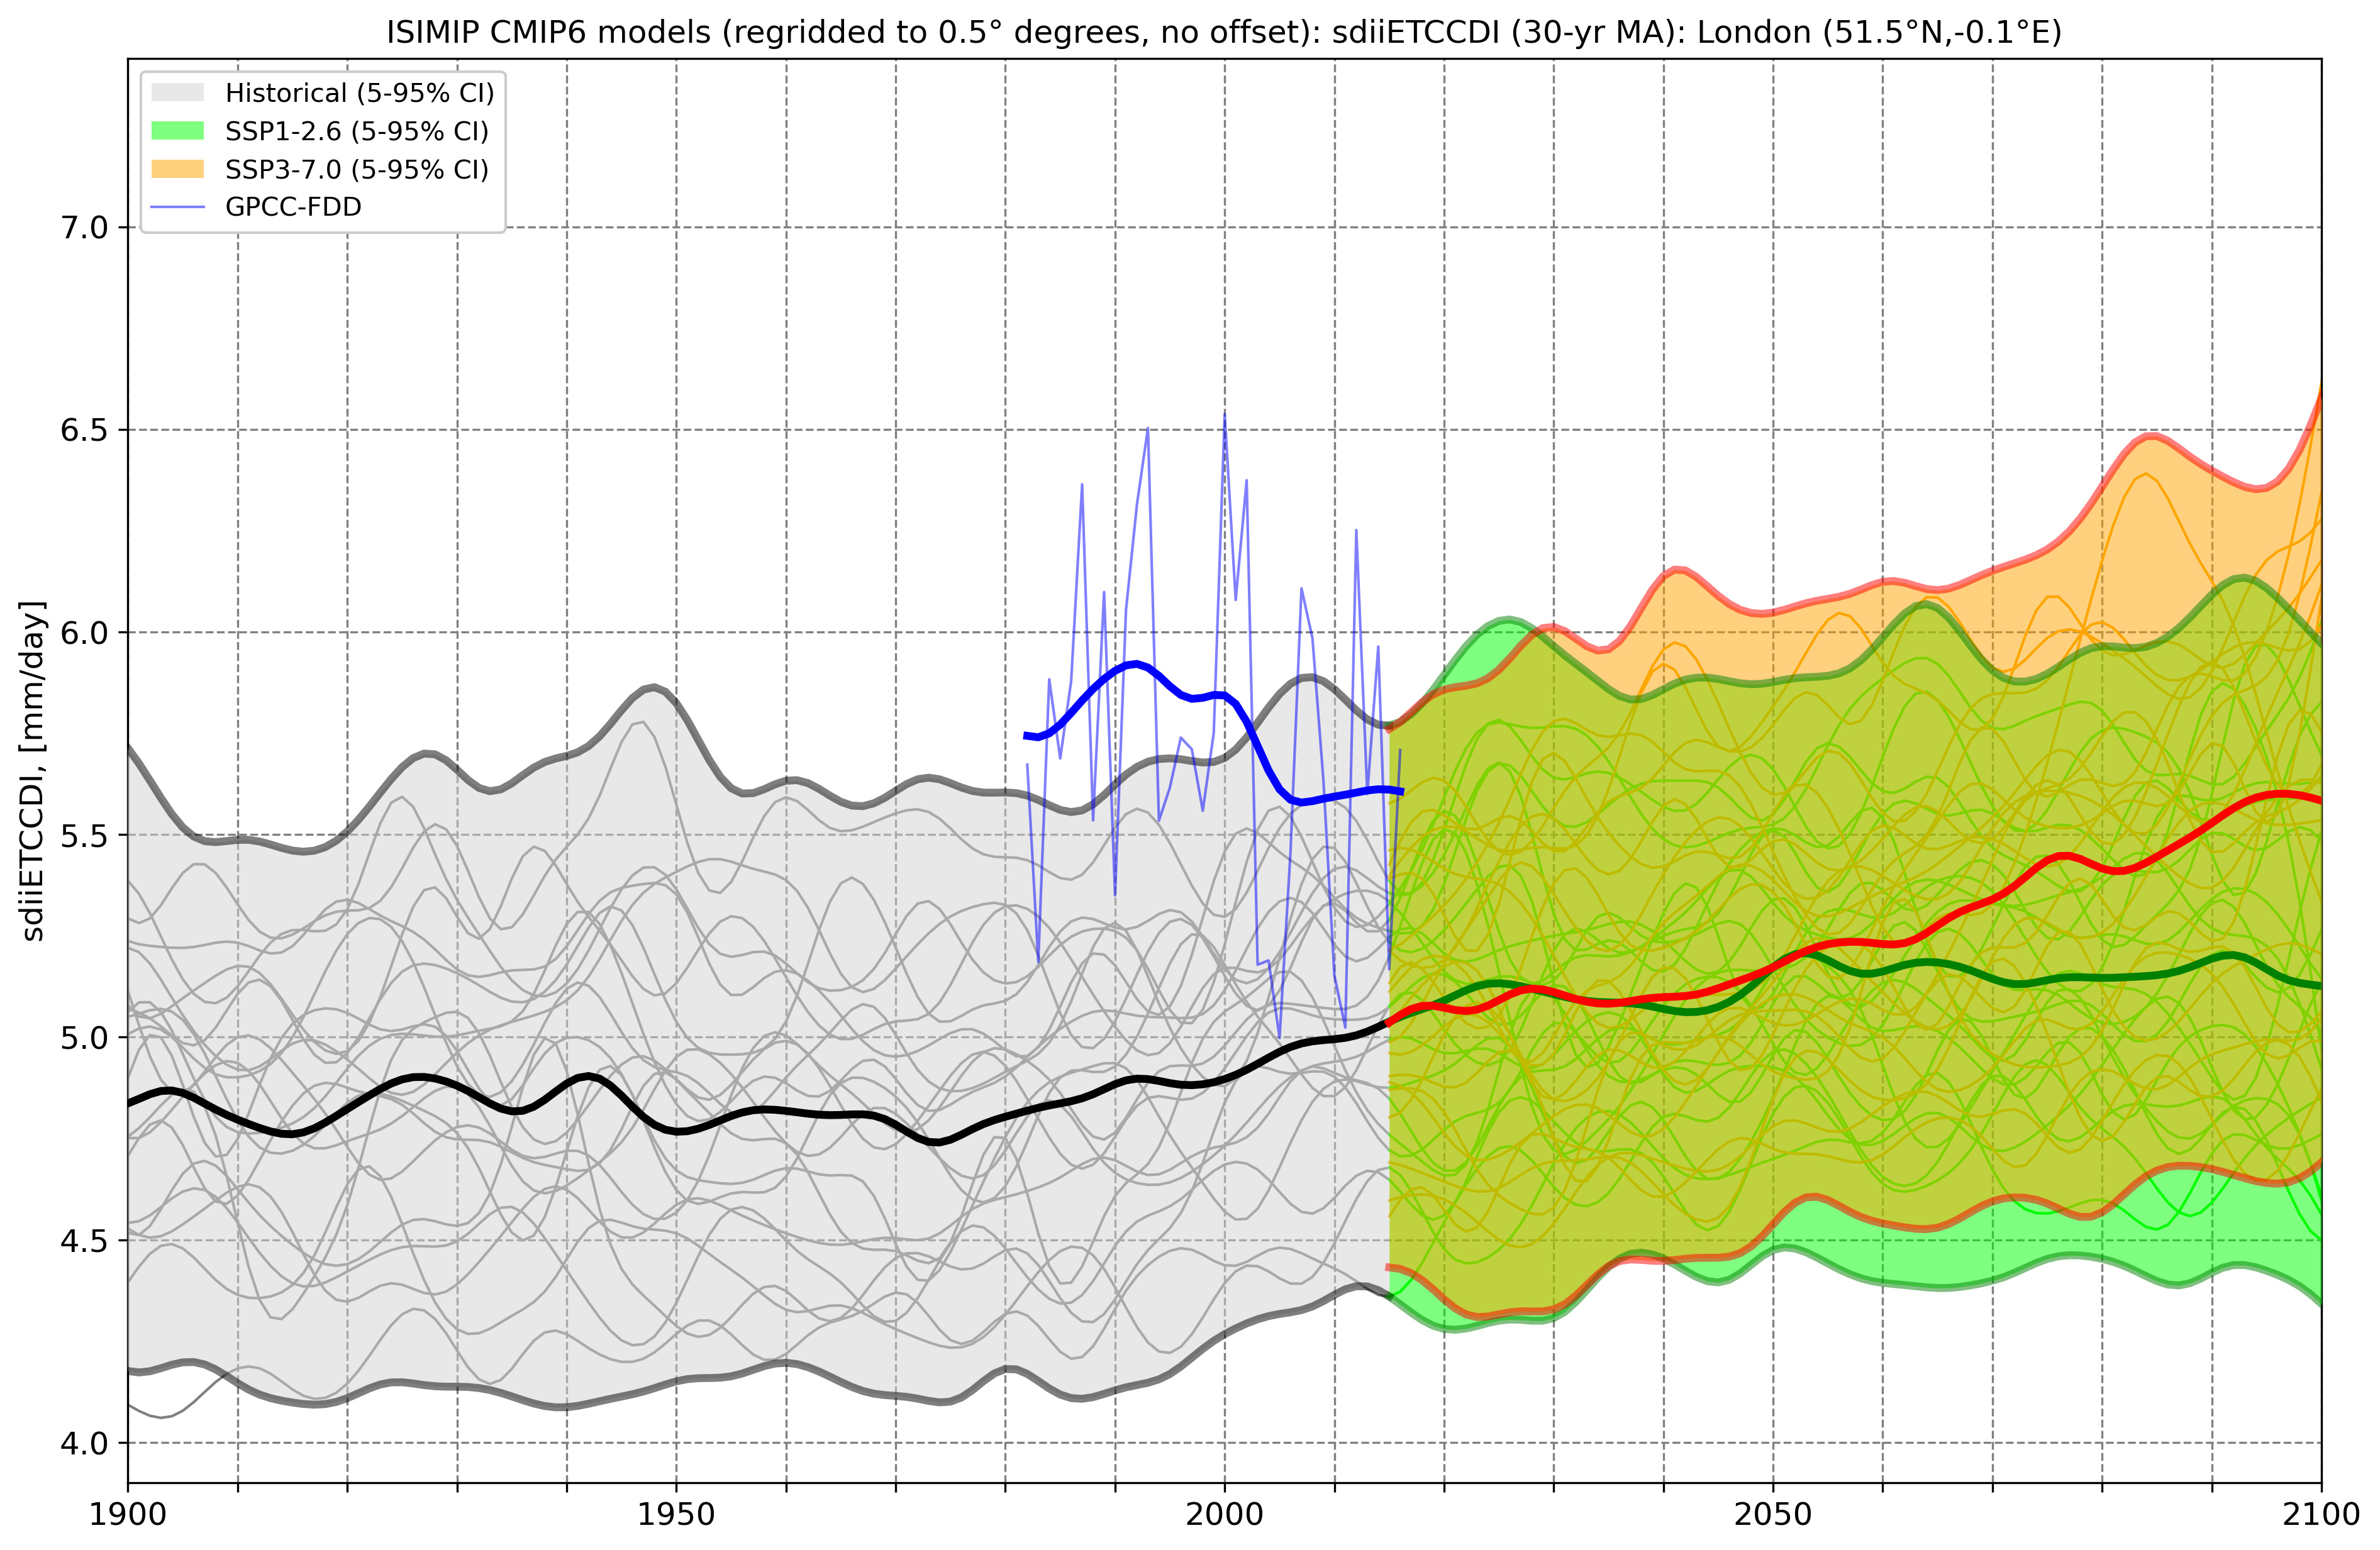 ISIMIP CMIP6 models (regridded to 0.5° degrees, no offset): sdiiETCCDI (30-yr MA): London (51.5°N,-0.1°E)
Historical (5-95% CI)
SSP1-2.6 (5-95% CI)
SSP3-7.0 (5-95% CI)
GPCC-FDD
7.0
6.5
6.0
5.5
5.0
4.5
4.0
sdiiETCCDI, [mm/day]
1900
1950
2000
2050
2100